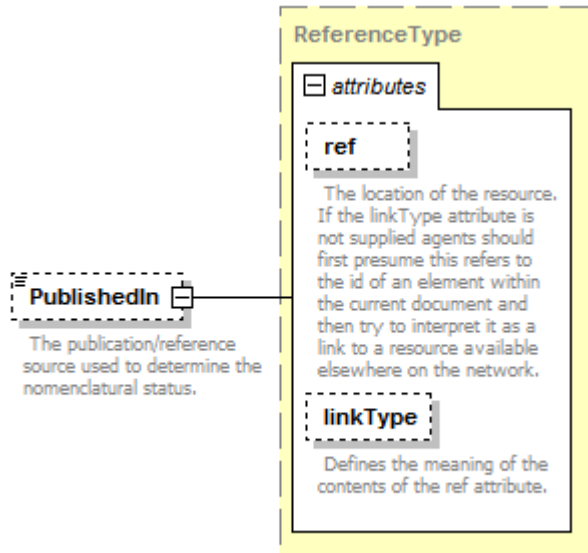 ReferenceType
attributes
ref
The location of the resource.
If the linkType attribute is
not supplied agents should
first presume this refers to
the id of an element within
the current document and
then try to interpret it as a
link to a resource available
elsewhere on the network.
PublishedIn
The publication/reference
source used to determine the
nomenclatural status.
linkType
Defines the meaning of the
contents of the ref attribute.